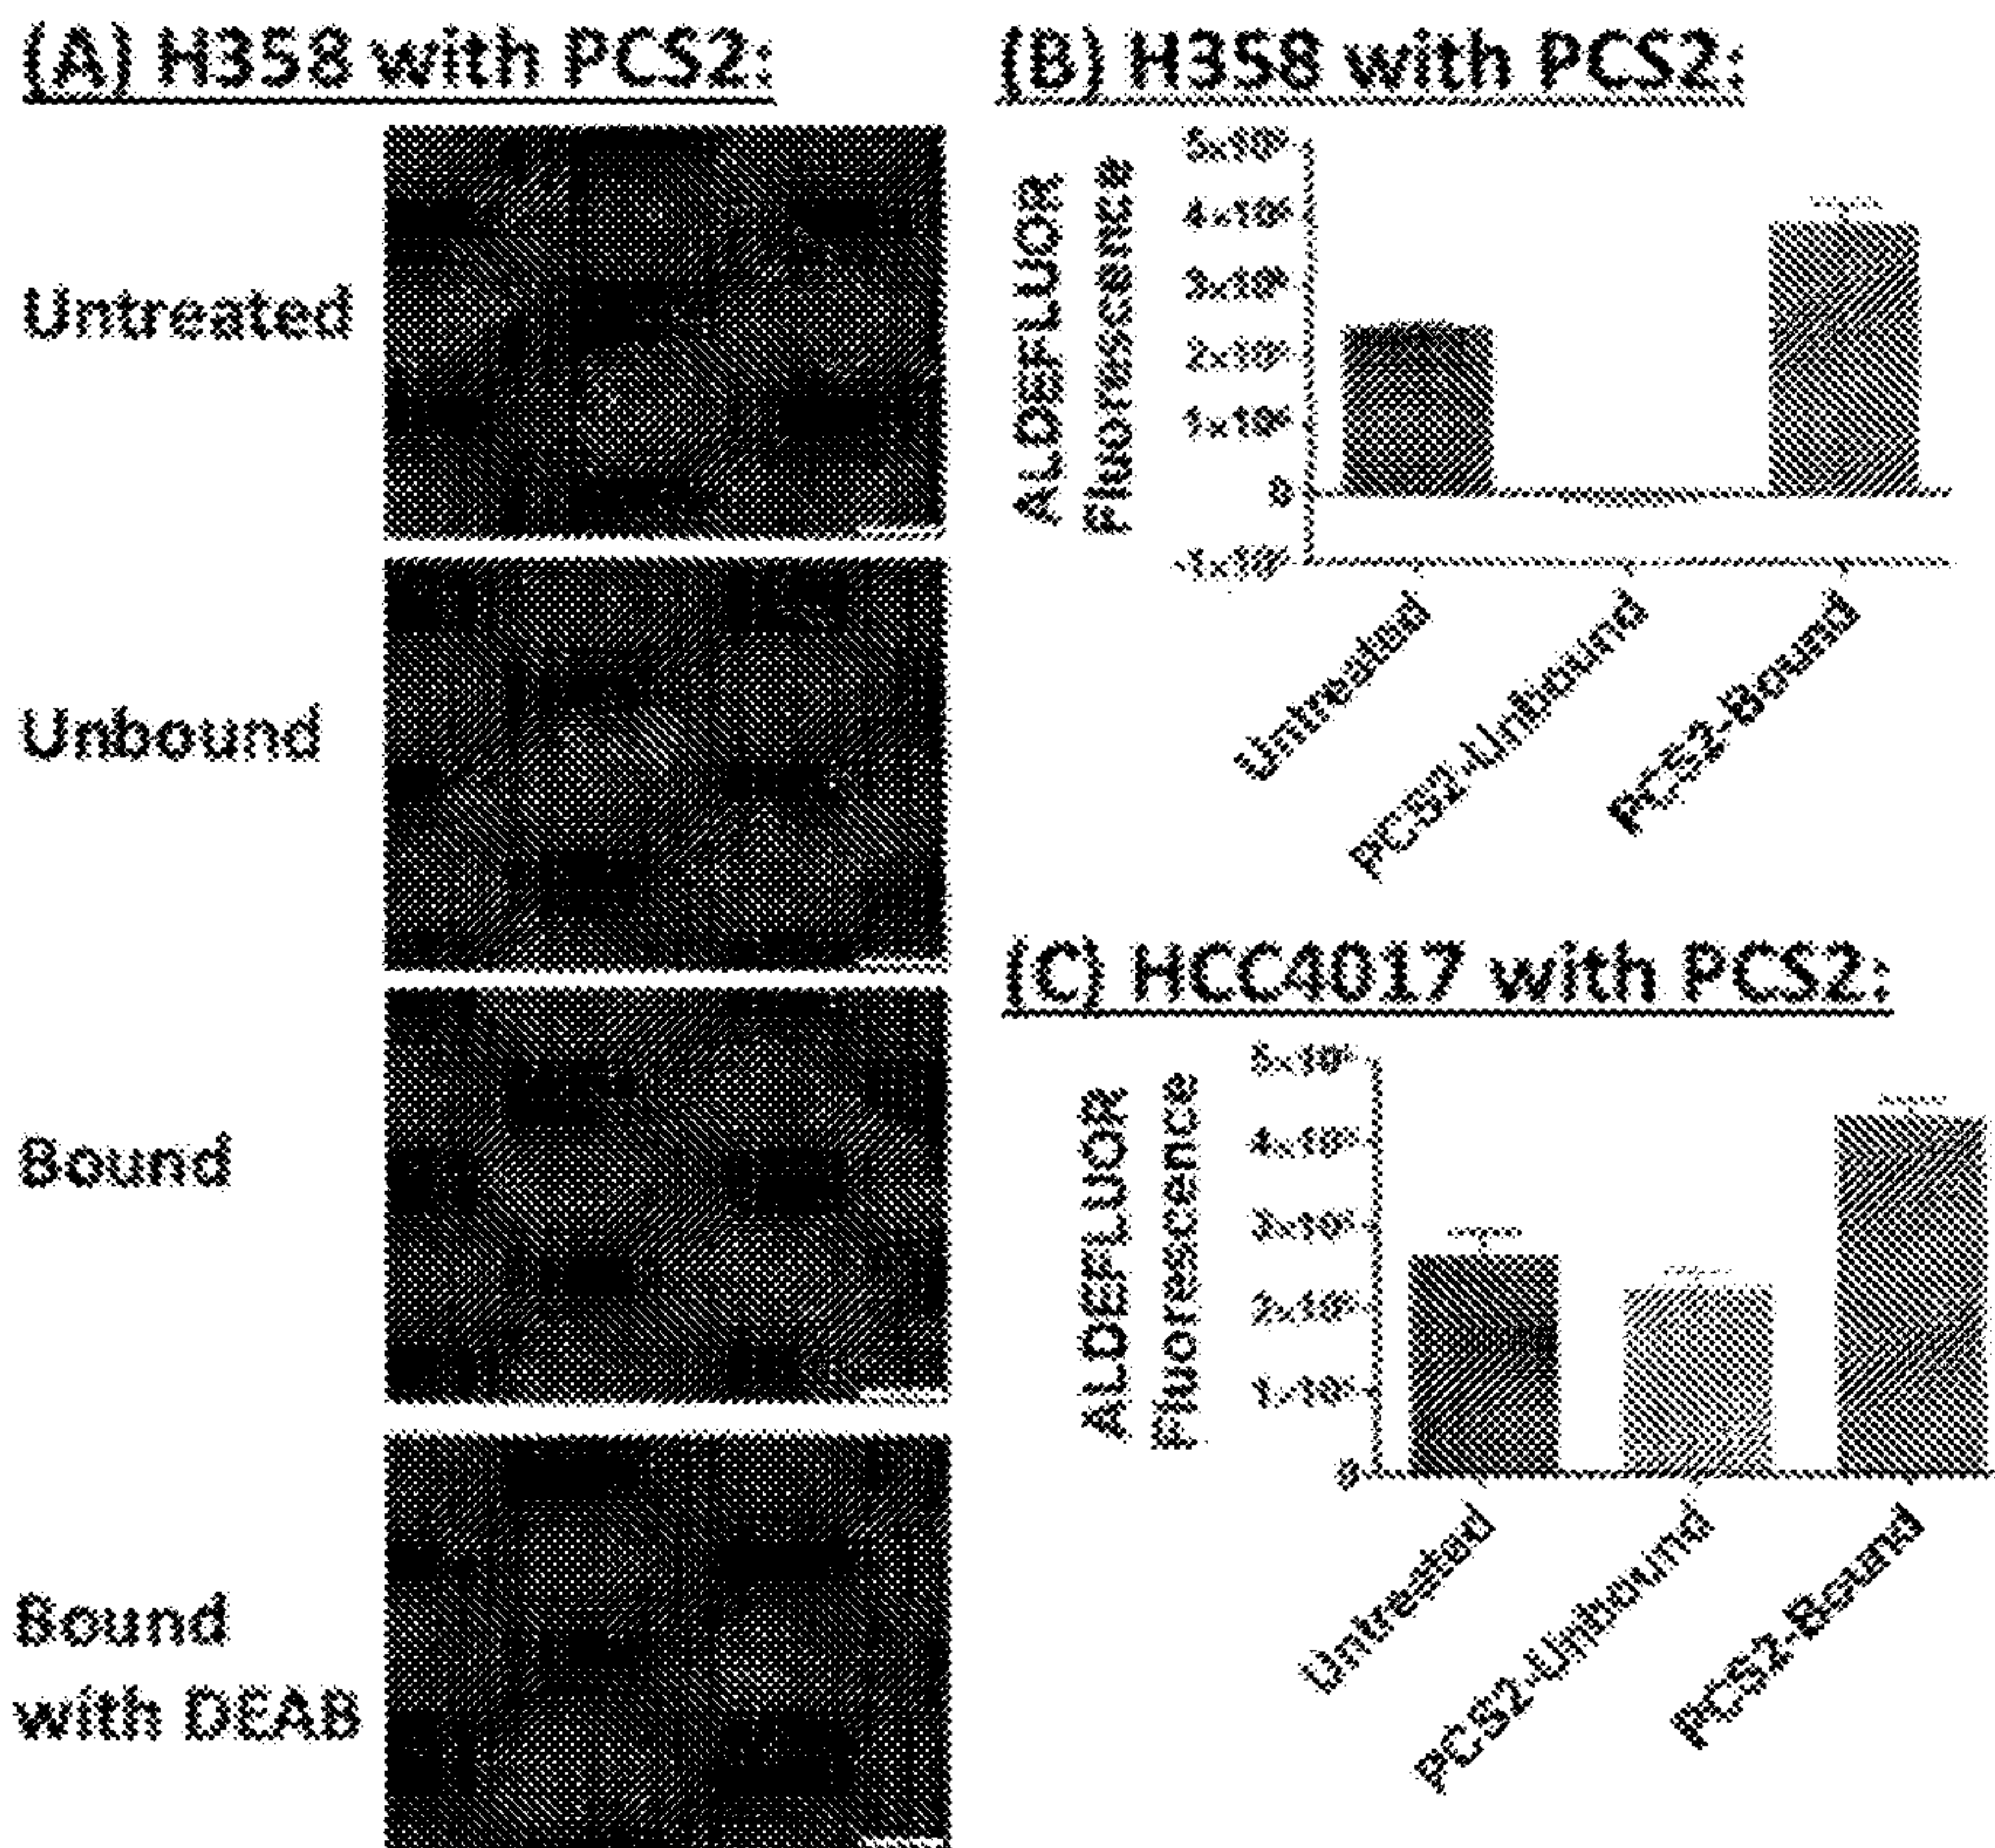 (A) H358 with PCS2:
Untreated
Unbound
Bound
Bound
with DEAB
(B) H358 with PCS2:
ALDEFLUOR
Fluorescence
0
Untreated
PCS2-Unbound
PCS2-Bound
(C) HCC4017 with PCS2:
ALDEFLUOR
Fluorescence
0
Untreated
PCS2-Unbound
PCS2-Bound